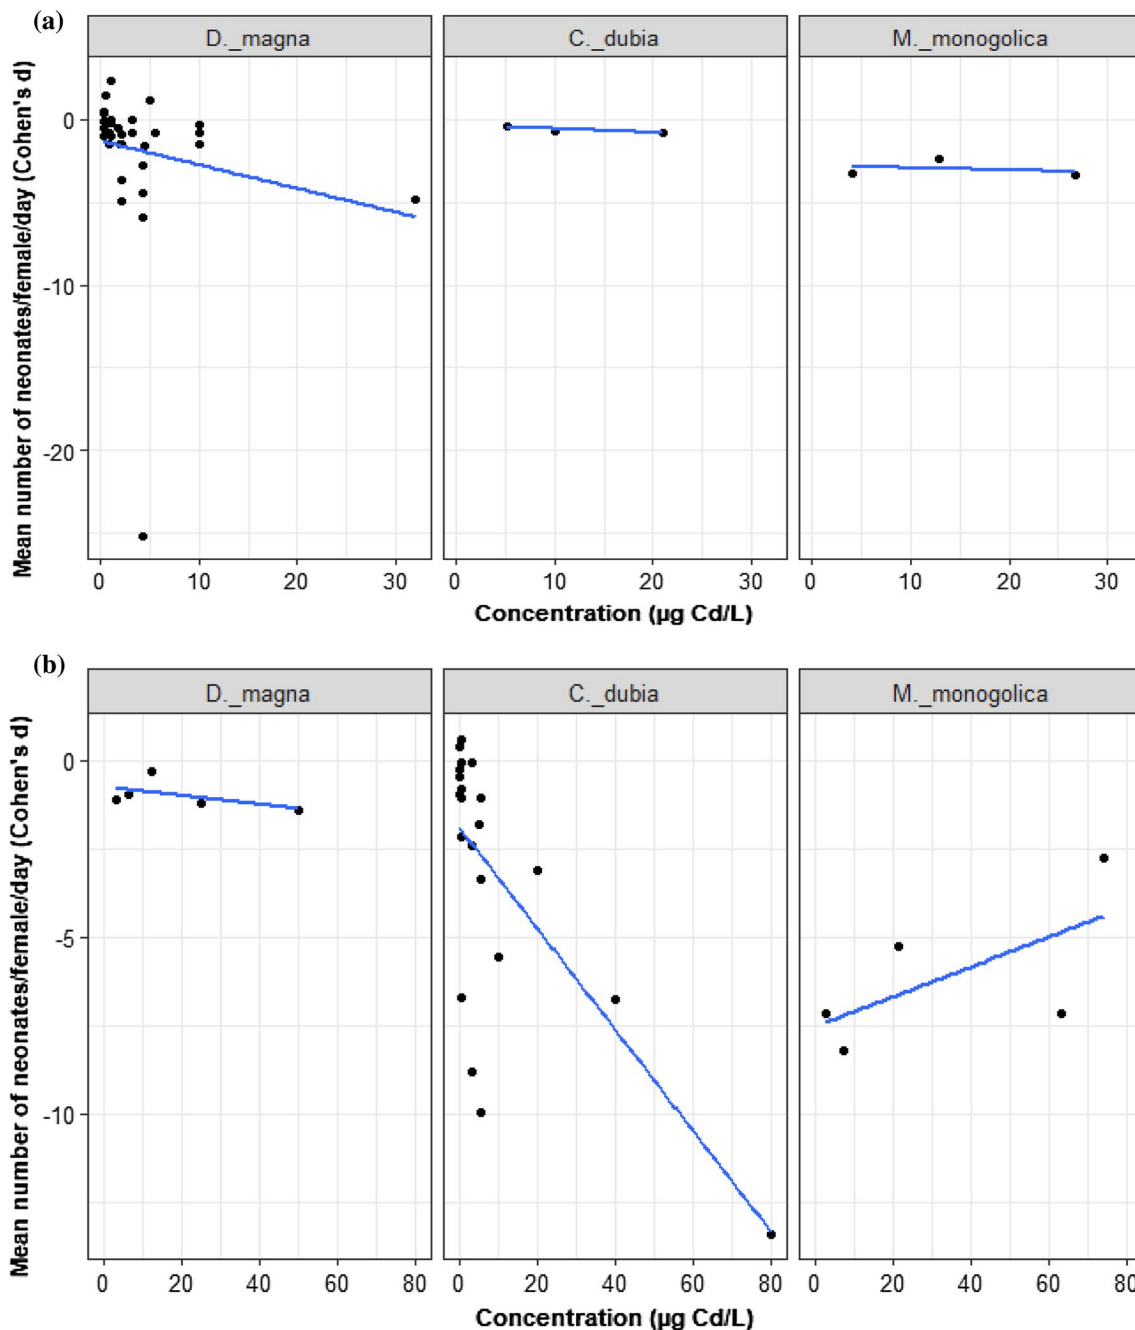 (a)
D._magna
C._dubia
M._monogolica
Mean number of neonates/female/day (Cohen's d)
0
-10
-20
0 10 20 30
0 10 20 30
0 10 20 30
Concentration (µg Cd/L)
(b)
D._magna
C._dubia
M._monogolica
Mean number of neonates/female/day (Cohen's d)
0
-5
-10
0 20 40 60 80
0 20 40 60 80
0 20 40 60 80
Concentration (µg Cd/L)